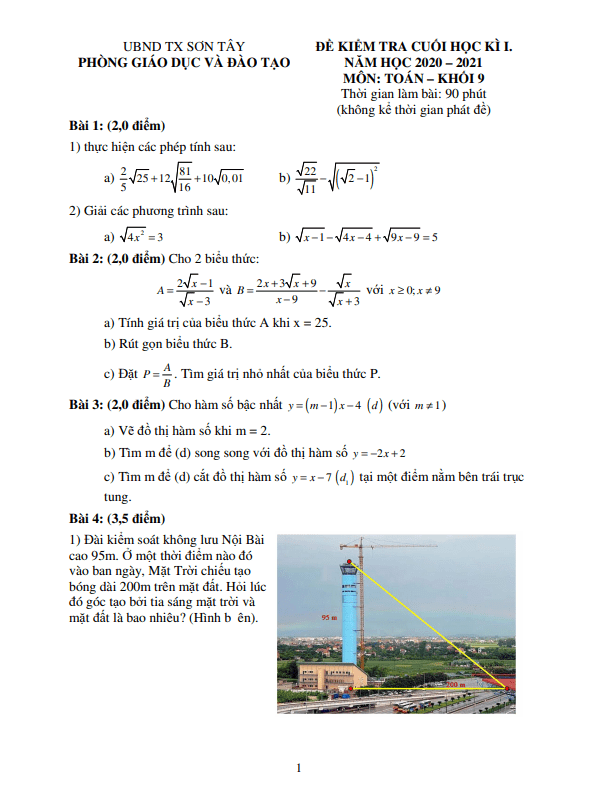 UBND TX SƠN TÂY
PHÒNG GIÁO DỤC VÀ ĐÀO TẠO
ĐỀ KIỂM TRA CUỐI HỌC KÌ I.
NĂM HỌC 2020 – 2021
MÔN: TOÁN – KHỐI 9
Thời gian làm bài: 90 phút
(không kể thời gian phát đề)
Bài 1: (2,0 điểm)
1) thực hiện các phép tính sau:
a) $\frac{2}{5}\sqrt{25}+12\sqrt{\frac{81}{16}}+10\sqrt{0,01}$ b) $\frac{\sqrt{22}}{\sqrt{11}}-\sqrt{\left(\sqrt{2}-1\right)^2}$
2) Giải các phương trình sau:
a) $\sqrt{4x^2}=3$ b) $\sqrt{x-1}-\sqrt{4x-4}+\sqrt{9x-9}=5$
Bài 2: (2,0 điểm) Cho 2 biểu thức:
$A=\frac{2\sqrt{x}-1}{\sqrt{x}-3}$ và $B=\frac{2x+3\sqrt{x}+9}{x-9}-\frac{\sqrt{x}}{\sqrt{x}+3}$ với $x\ge 0; x\ne 9$
a) Tính giá trị của biểu thức A khi x = 25.
b) Rút gọn biểu thức B.
c) Đặt $P=\frac{A}{B}$. Tìm giá trị nhỏ nhất của biểu thức P.
Bài 3: (2,0 điểm) Cho hàm số bậc nhất $y=(m-1)x-4$ $(d)$ (với $m\ne 1$)
a) Vẽ đồ thị hàm số khi m = 2.
b) Tìm m để (d) song song với đồ thị hàm số $y=-2x+2$
c) Tìm m để (d) cắt đồ thị hàm số $y=x-7$ $(d_1)$ tại một điểm nằm bên trái trục
tung.
Bài 4: (3,5 điểm)
1) Đài kiểm soát không lưu Nội Bài
cao 95m. Ở một thời điểm nào đó
vào ban ngày, Mặt Trời chiếu tạo
bóng dài 200m trên mặt đất. Hỏi lúc
đó góc tạo bởi tia sáng mặt trời và
mặt đất là bao nhiêu? (Hình b ên).
95 m
200 m
1